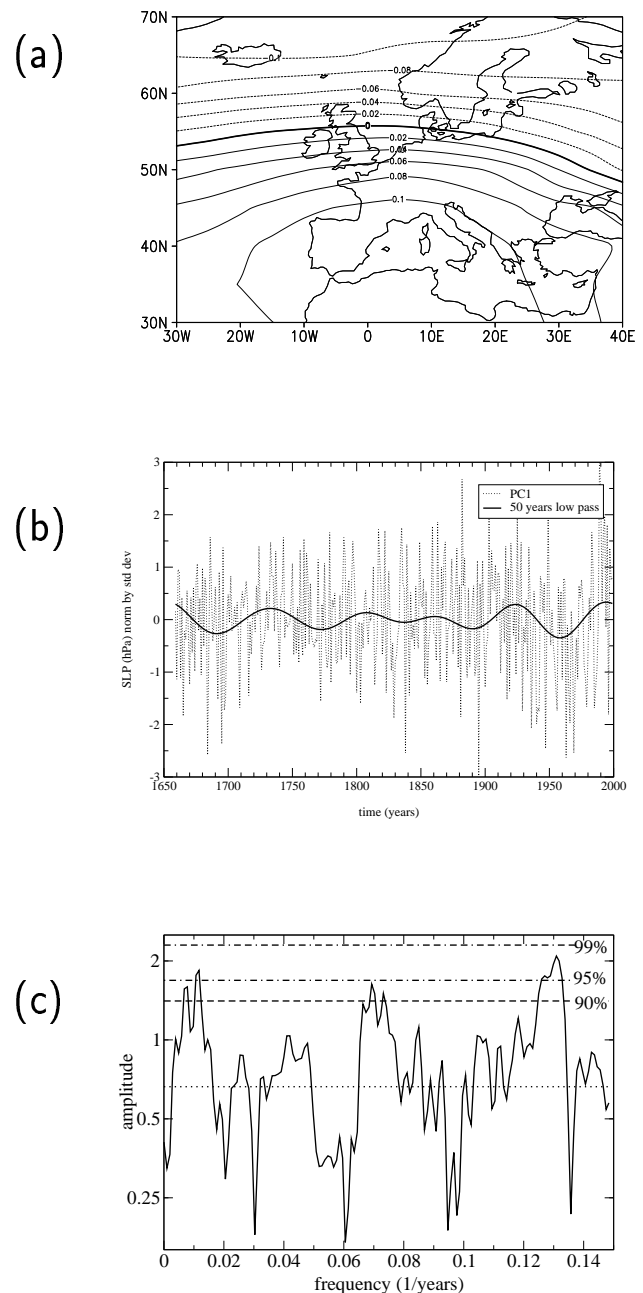 (a)
70N
60N
50N
40N
30N
0.1
0.08
0.06
0.04
0.02
0
0.02
0.04
0.06
0.08
0.1
30W 20W 10W 0 10E 20E 30E 40E
(b)
SLP (hPa) norm by std dev
3
2
1
0
-1
-2
-3
PC1
50 years low pass
1650 1700 1750 1800 1850 1900 1950 2000
time (years)
(c)
amplitude
2
1
0.5
0.25
99%
95%
90%
0 0.02 0.04 0.06 0.08 0.1 0.12 0.14
frequency (1/years)